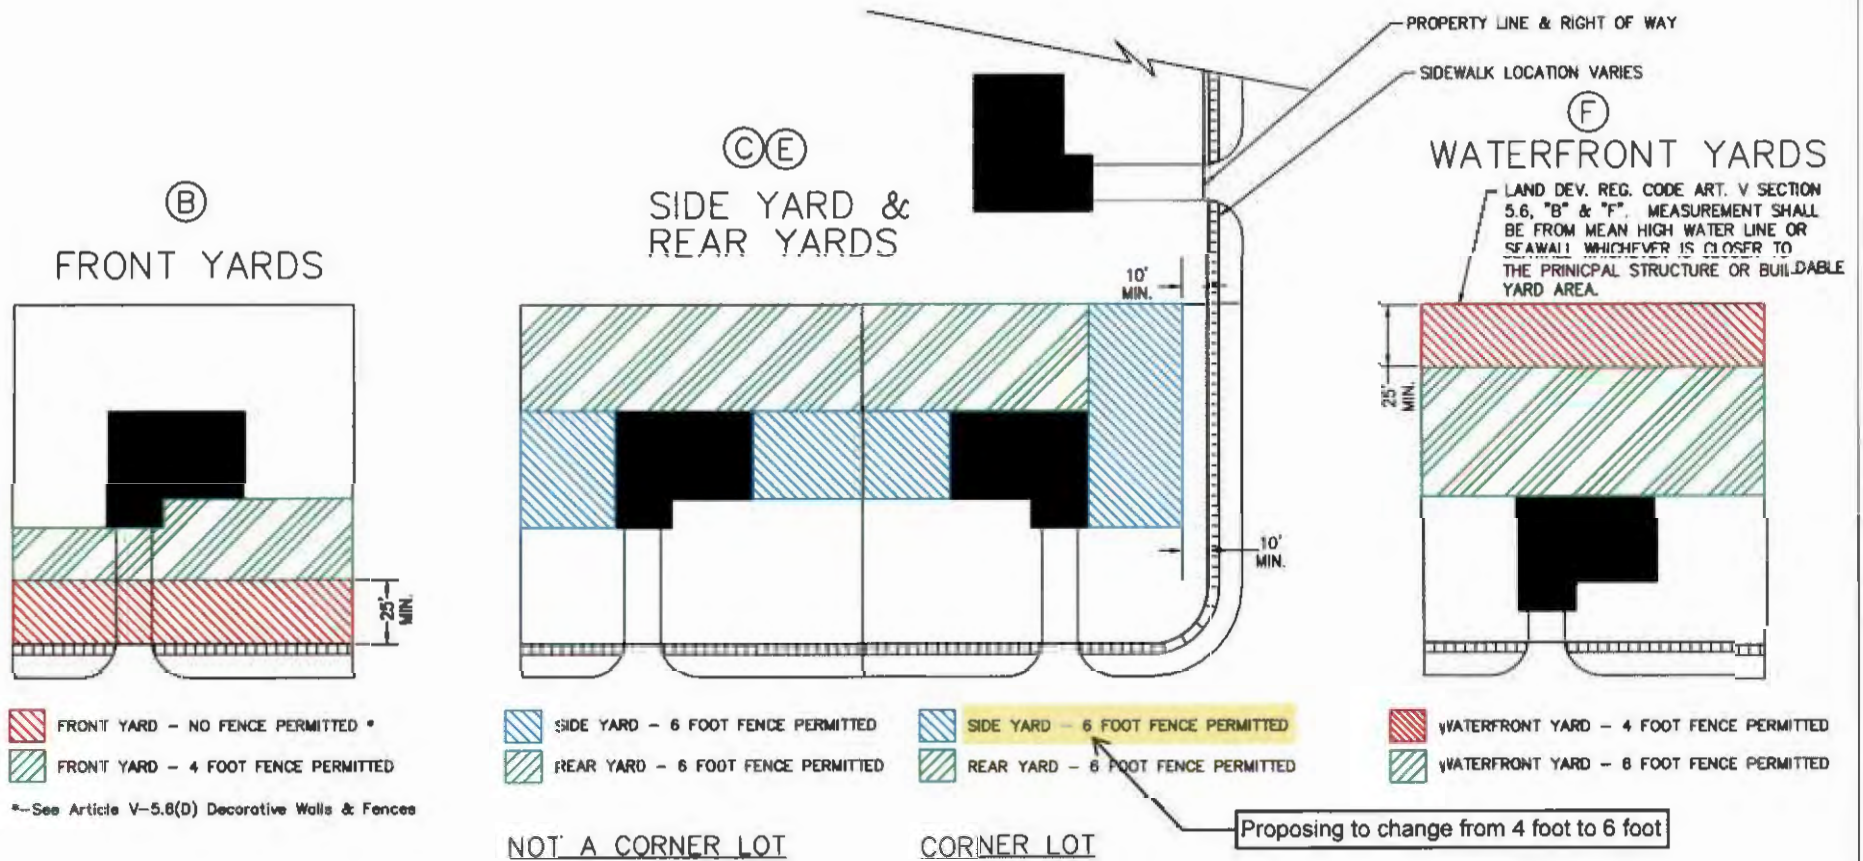 PROPERTY LINE & RIGHT OF WAY
SIDEWALK LOCATION VARIES
B
FRONT YARDS
C E
SIDE YARD &
REAR YARDS
F
WATERFRONT YARDS
LAND DEV. REG. CODE ART. V SECTION
5.6, "B" & "F". MEASUREMENT SHALL
BE FROM MEAN HIGH WATER LINE OR
SEAWALL WHICHEVER IS CLOSER TO
THE PRINICPAL STRUCTURE OR BUILDABLE
YARD AREA.
10'
MIN.
25'
MIN.
10'
MIN.
25'
MIN.
FRONT YARD - NO FENCE PERMITTED *
FRONT YARD - 4 FOOT FENCE PERMITTED
*-See Article V-5.6(D) Decorative Walls & Fences
SIDE YARD - 6 FOOT FENCE PERMITTED
REAR YARD - 6 FOOT FENCE PERMITTED
NOT A CORNER LOT
SIDE YARD - 6 FOOT FENCE PERMITTED
REAR YARD - 6 FOOT FENCE PERMITTED
CORNER LOT
Proposing to change from 4 foot to 6 foot
WATERFRONT YARD - 4 FOOT FENCE PERMITTED
WATERFRONT YARD - 6 FOOT FENCE PERMITTED